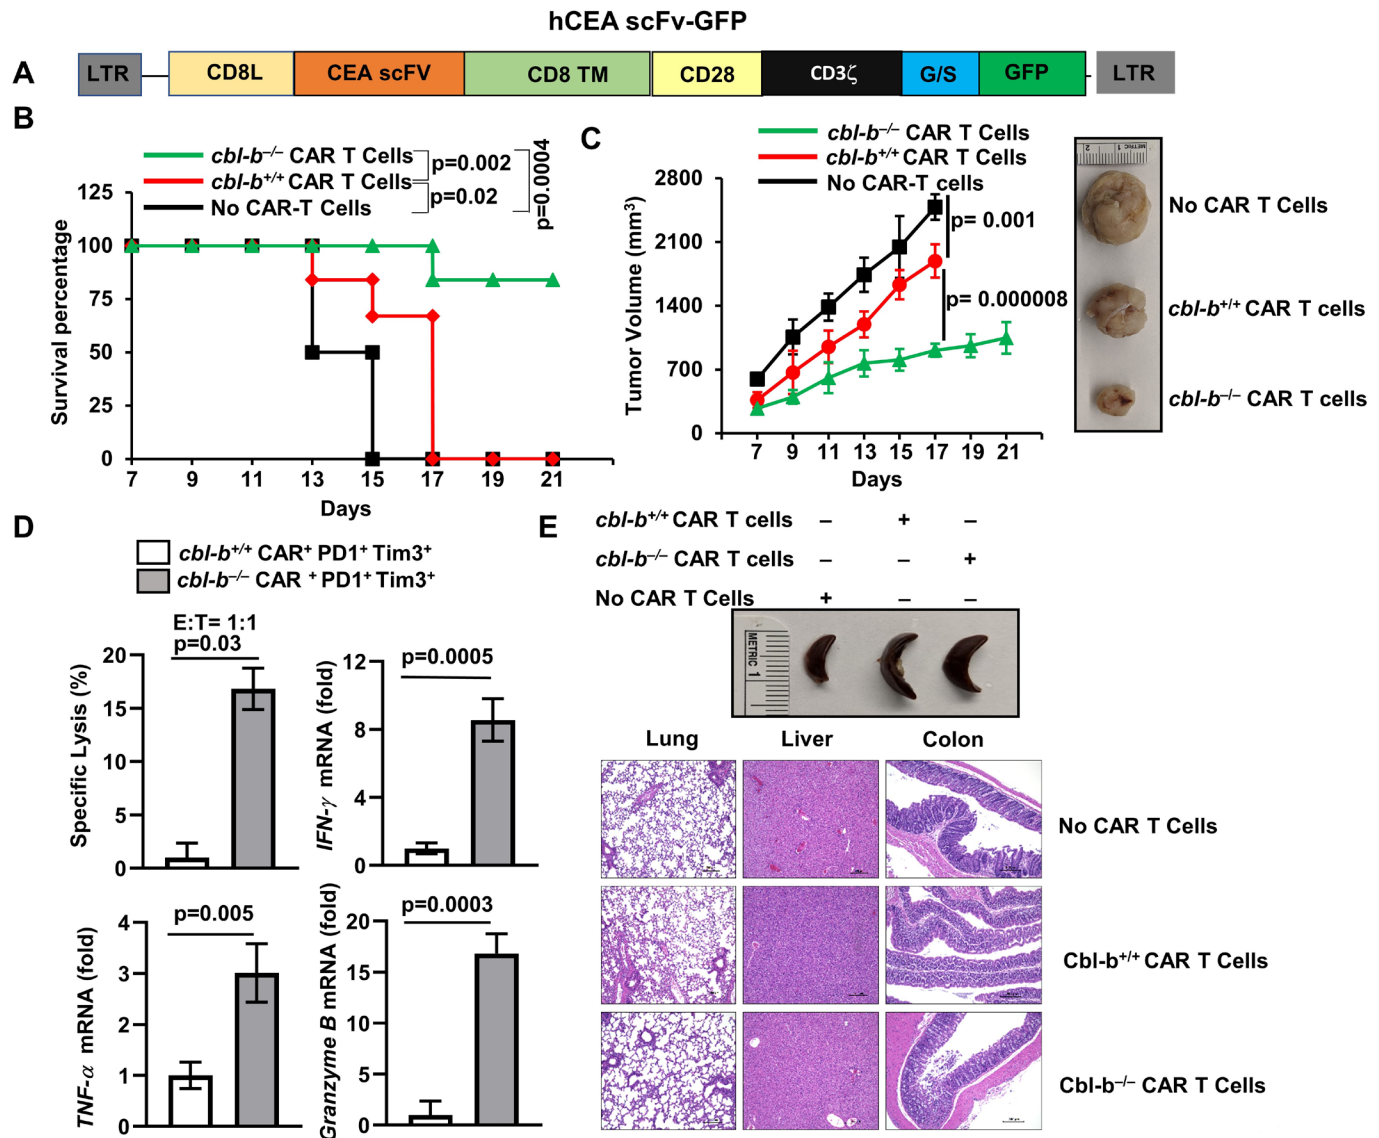 hCEA scFv-GFP
A
LTR
CD8L
CEA scFV
CD8 TM
CD28
CD3ζ
G/S
GFP
LTR
B
cbl-b–/– CAR T Cells
cbl-b+/+ CAR T Cells
No CAR-T Cells
p=0.002
p=0.02
p=0.0004
Survival percentage
125
100
75
50
25
0
7 9 11 13 15 17 19 21
Days
C
cbl-b–/– CAR T Cells
cbl-b+/+ CAR T Cells
No CAR-T cells
p= 0.001
p= 0.000008
Tumor Volume (mm3)
2800
2100
1400
700
0
7 9 11 13 15 17 19 21
Days
2 1 METRIC
No CAR T Cells
cbl-b+/+ CAR T cells
cbl-b–/– CAR T cells
D
cbl-b+/+ CAR+ PD1+ Tim3+
cbl-b–/– CAR + PD1+ Tim3+
E:T= 1:1
p=0.03
Specific Lysis (%)
20
15
10
5
0
p=0.0005
IFN-γ mRNA (fold)
12
8
4
0
p=0.005
TNF-α mRNA (fold)
4
3
2
1
0
p=0.0003
Granzyme B mRNA (fold)
20
15
10
5
0
E
cbl-b+/+ CAR T cells – + –
cbl-b–/– CAR T cells – – +
No CAR T Cells + – –
METRIC 1
Lung Liver Colon
No CAR T Cells
Cbl-b+/+ CAR T Cells
Cbl-b–/– CAR T Cells